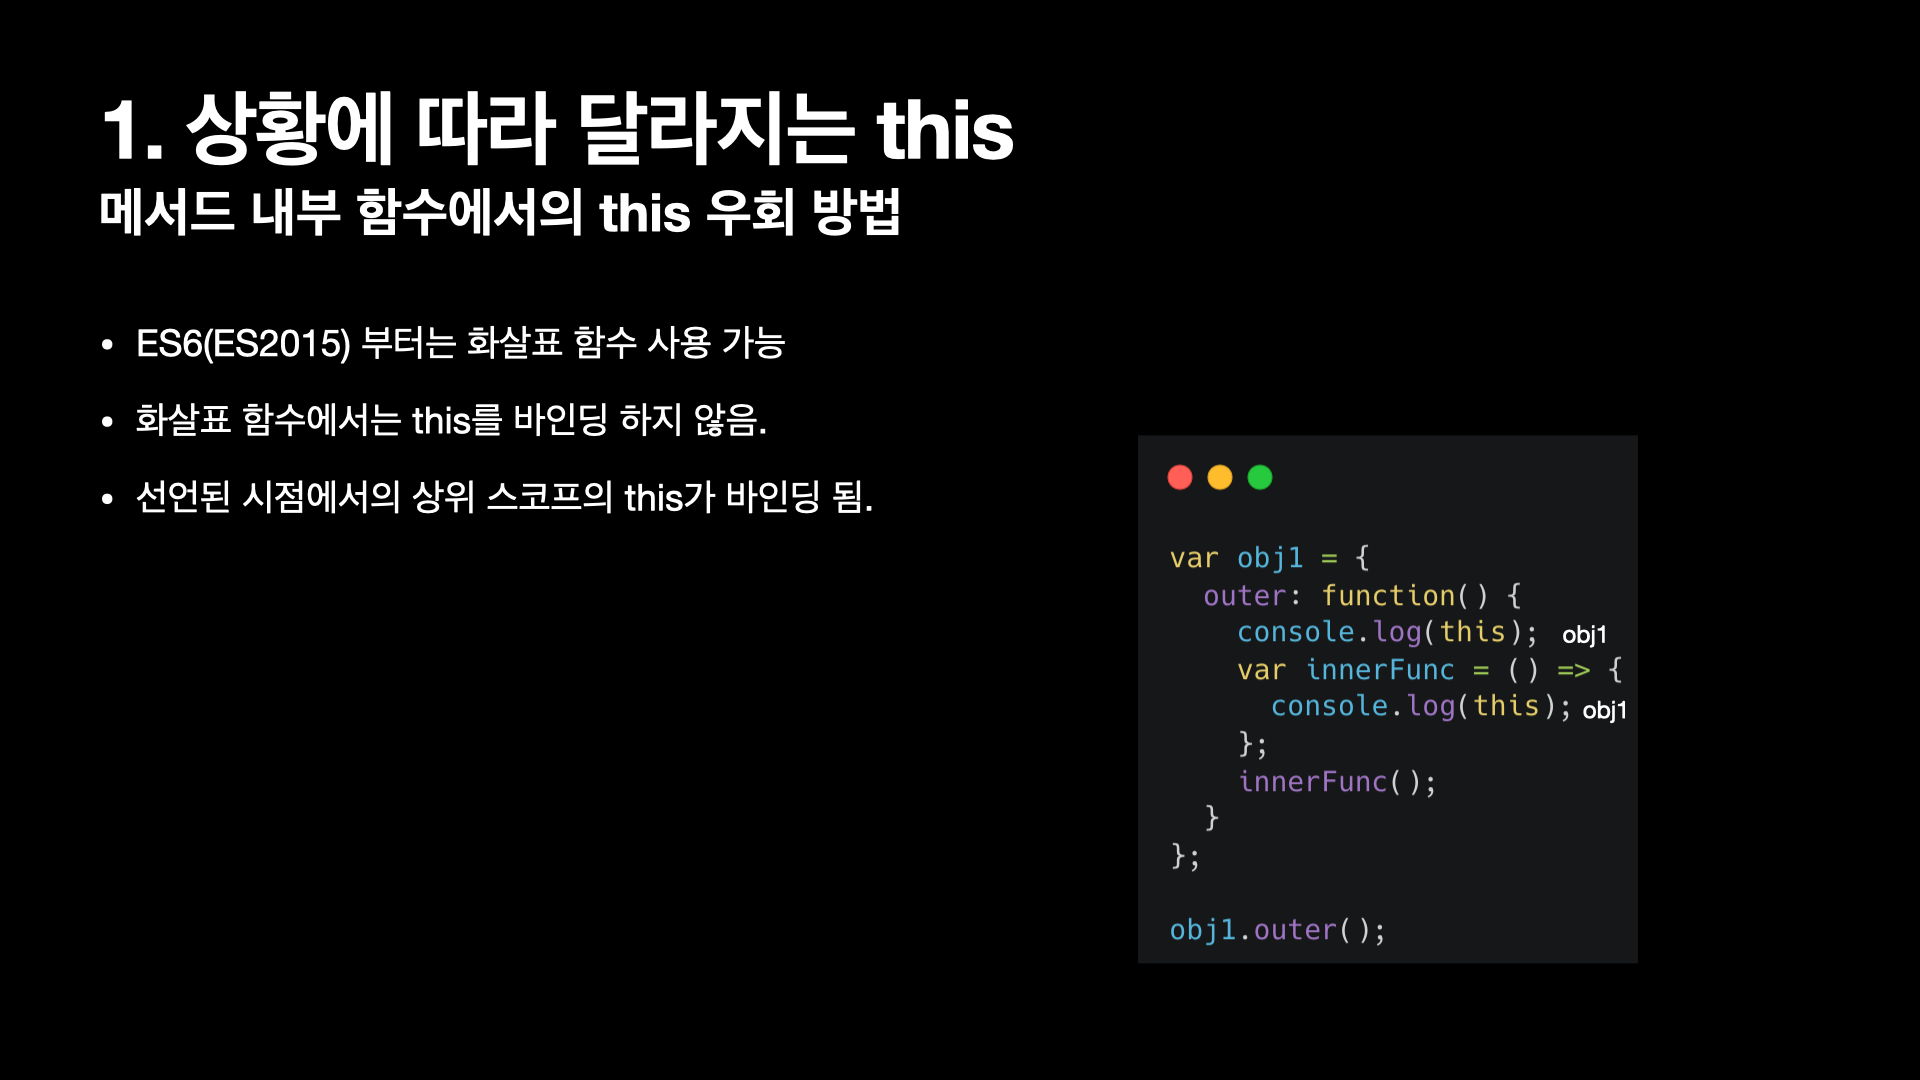 1. 상황에 따라 달라지는 this
메서드 내부 함수에서의 this 우회 방법
• ES6(ES2015) 부터는 화살표 함수 사용 가능
• 화살표 함수에서는 this를 바인딩 하지 않음.
• 선언된 시점에서의 상위 스코프의 this가 바인딩 됨.
var obj1 = {
  outer: function() {
    console.log(this); obj1
    var innerFunc = () => {
      console.log(this); obj1
    };
    innerFunc();
  }
};
obj1.outer();